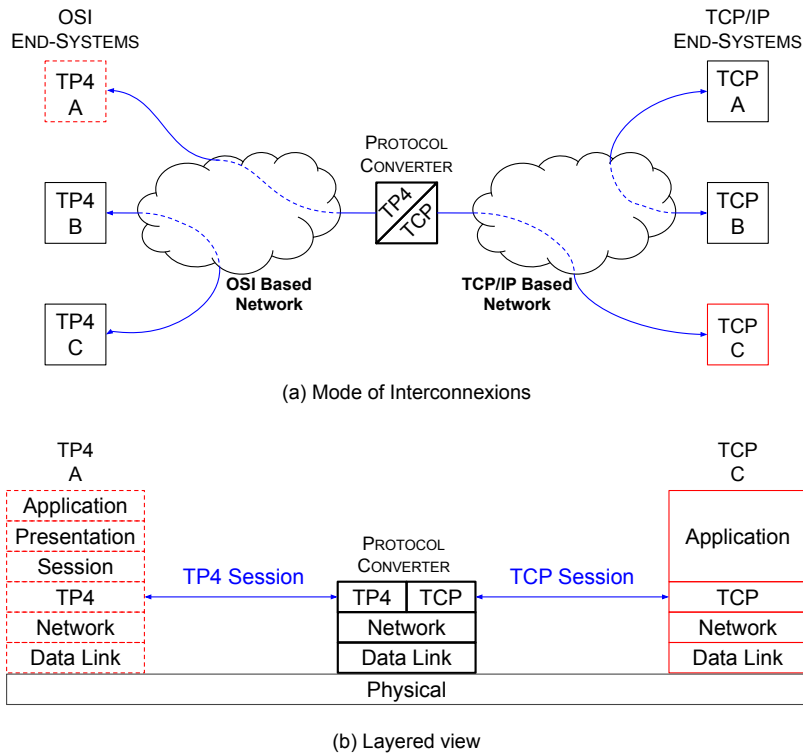 OSI
END-SYSTEMS
TCP/IP
END-SYSTEMS
TP4
A
TCP
A
PROTOCOL
CONVERTER
TP4
B
TP4
TCP
TCP
B
OSI Based
Network
TCP/IP Based
Network
TP4
C
TCP
C
(a) Mode of Interconnexions
TP4
A
TCP
C
Application
Presentation
Session
TP4
Network
Data Link
TP4 Session
PROTOCOL
CONVERTER
TP4
TCP
Network
Data Link
TCP Session
Application
TCP
Network
Data Link
Physical
(b) Layered view